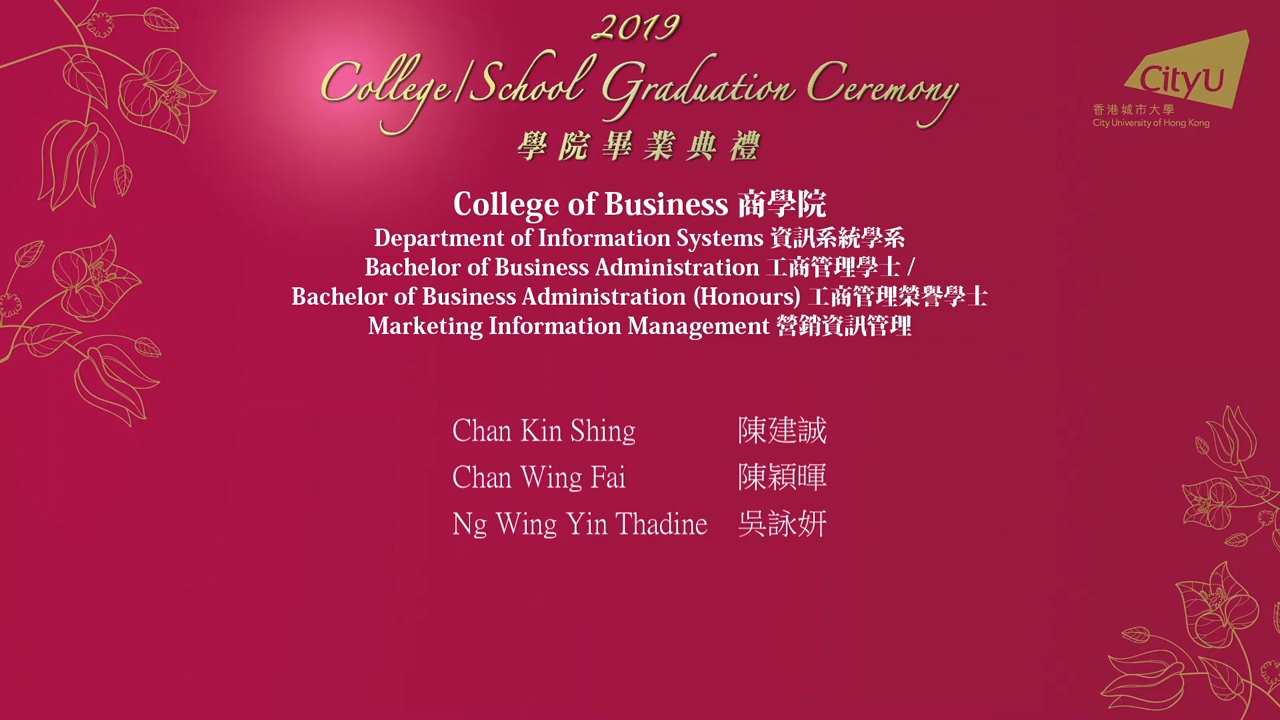 2019
College/School Graduation Ceremony
學院畢業典禮
CityU
香港城市大學
City University of Hong Kong
College of Business 商學院
Department of Information Systems 資訊系統學系
Bachelor of Business Administration 工商管理學士 /
Bachelor of Business Administration (Honours) 工商管理榮譽學士
Marketing Information Management 營銷資訊管理
Chan Kin Shing 陳建誠
Chan Wing Fai 陳穎暉
Ng Wing Yin Thadine 吳詠妍